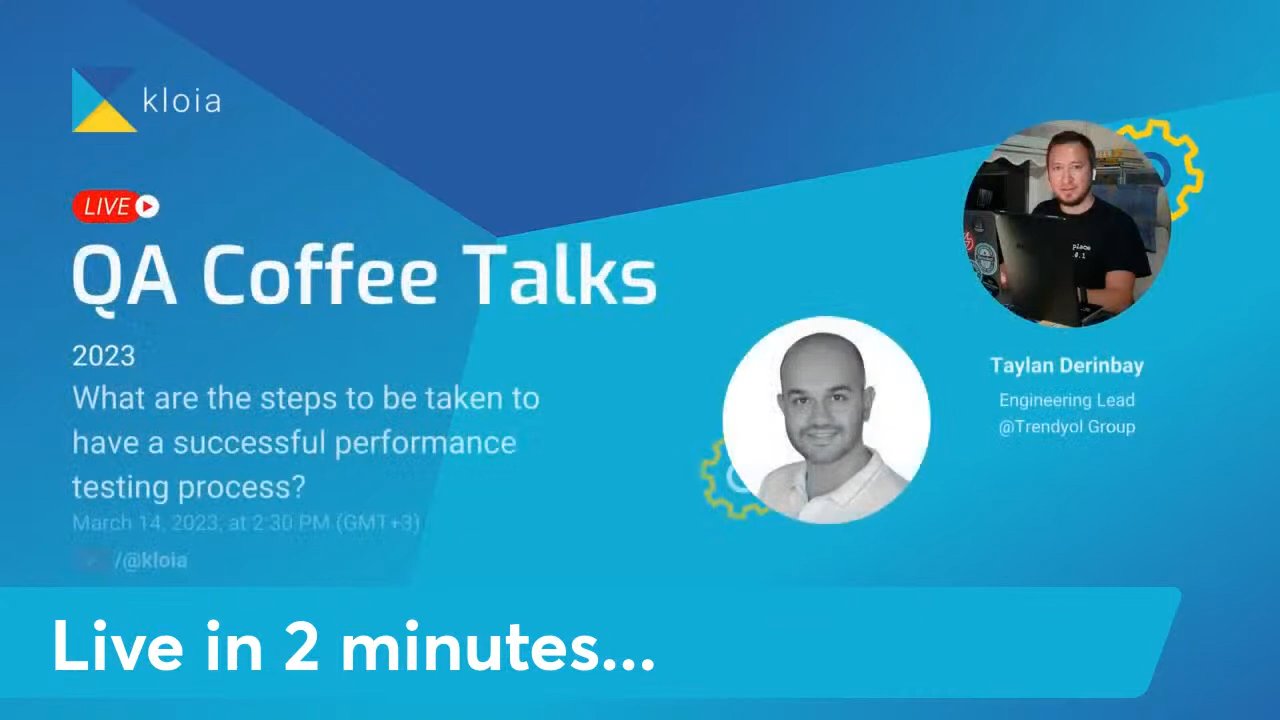 kloia
LIVE
QA Coffee Talks
2023
What are the steps to be taken to
have a successful performance
testing process?
March 14, 2023, at 2:30 PM (GMT+3)
/@kloia
Taylan Derinbay
Engineering Lead
@Trendyol Group
place
Live in 2 minutes...